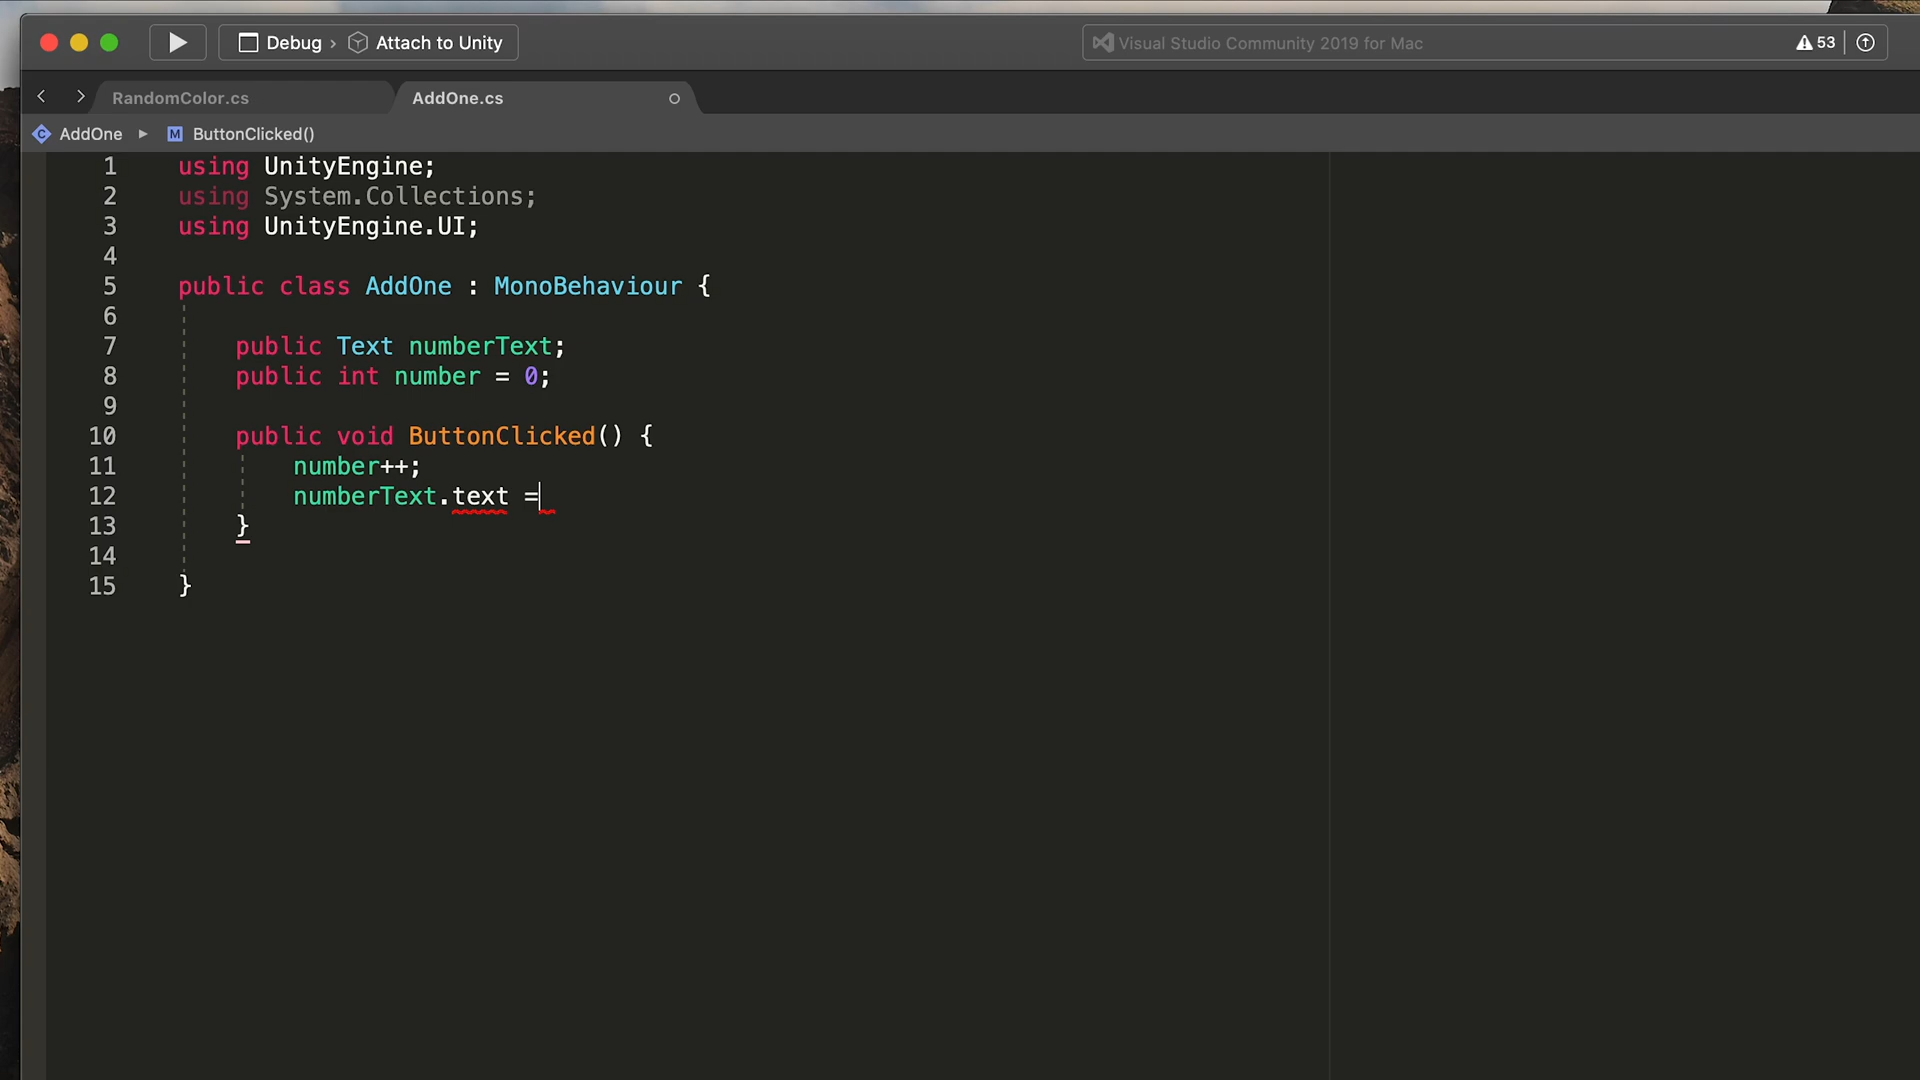 Debug › Attach to Unity
Visual Studio Community 2019 for Mac
53
RandomColor.cs
AddOne.cs
AddOne
M ButtonClicked()
1 using UnityEngine;
2 using System.Collections;
3 using UnityEngine.UI;
4
5 public class AddOne : MonoBehaviour {
6
7 public Text numberText;
8 public int number = 0;
9
10 public void ButtonClicked() {
11 number++;
12 numberText.text =
13 }
14
15 }